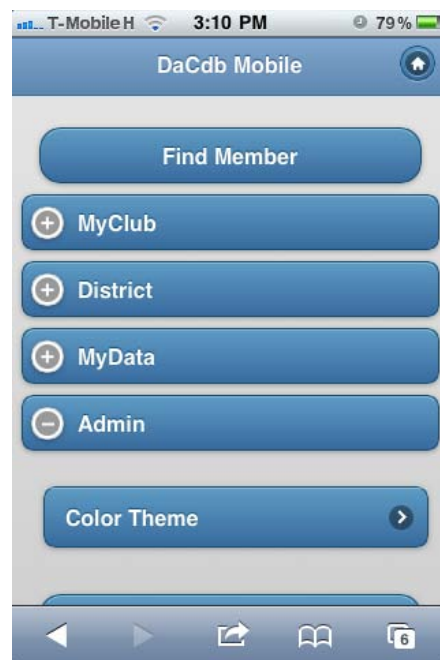 T-Mobile H 3:10 PM 79%
DaCdb Mobile
Find Member
MyClub
District
MyData
Admin
Color Theme
6